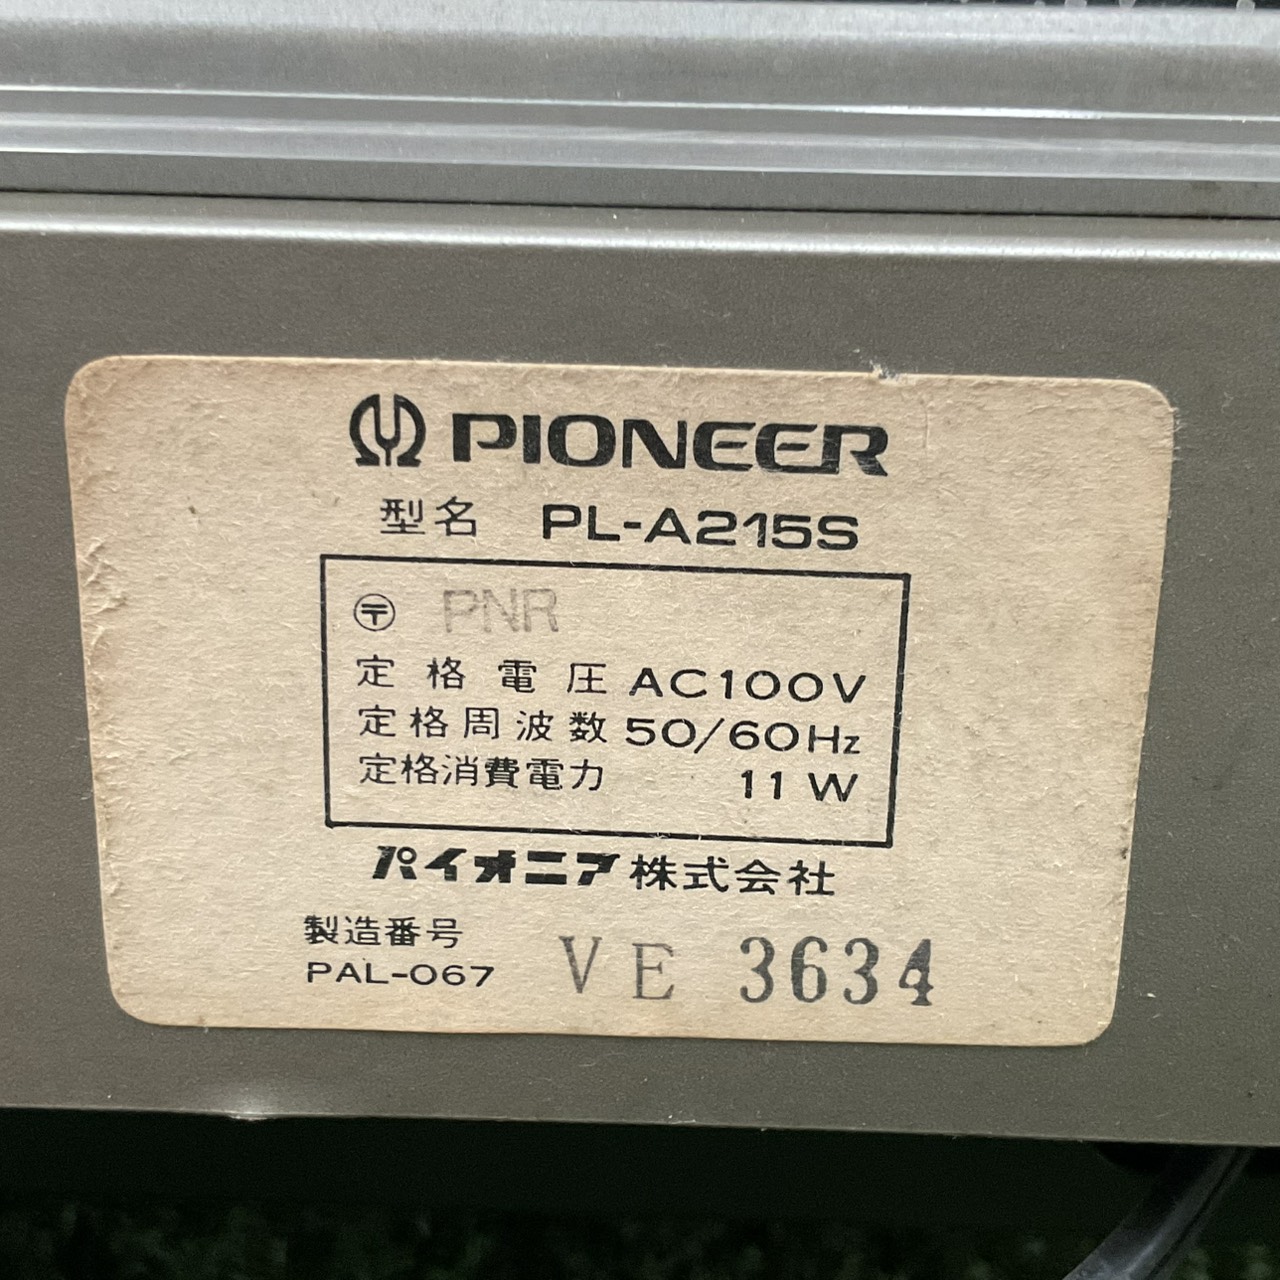 PIONEER
型名 PL-A215S
〒 PNR
定格電圧 AC100V
定格周波数 50/60Hz
定格消費電力 11W
パイオニア株式会社
製造番号
PAL-067 VE 3634